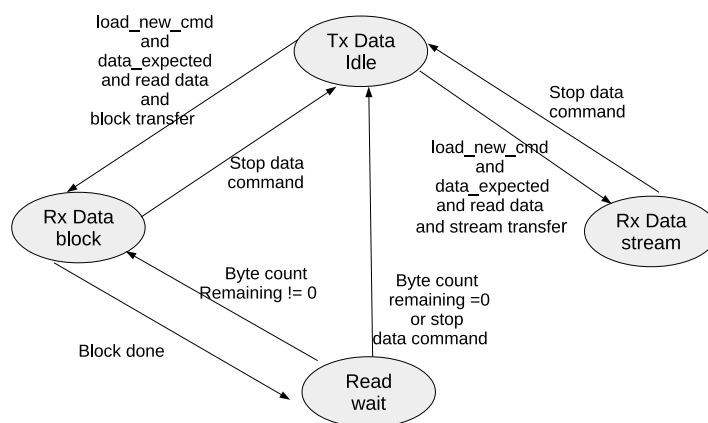 load_new_cmd
and
data_expected
and read data
and
block transfer
Tx Data
Idle
Stop data
command
Stop data
command
load_new_cmd
and
data_expected
and read data
and stream transfer
Rx Data
block
Rx Data
stream
Byte count
Remaining != 0
Byte count
remaining =0
or stop
data command
Block done
Read
wait